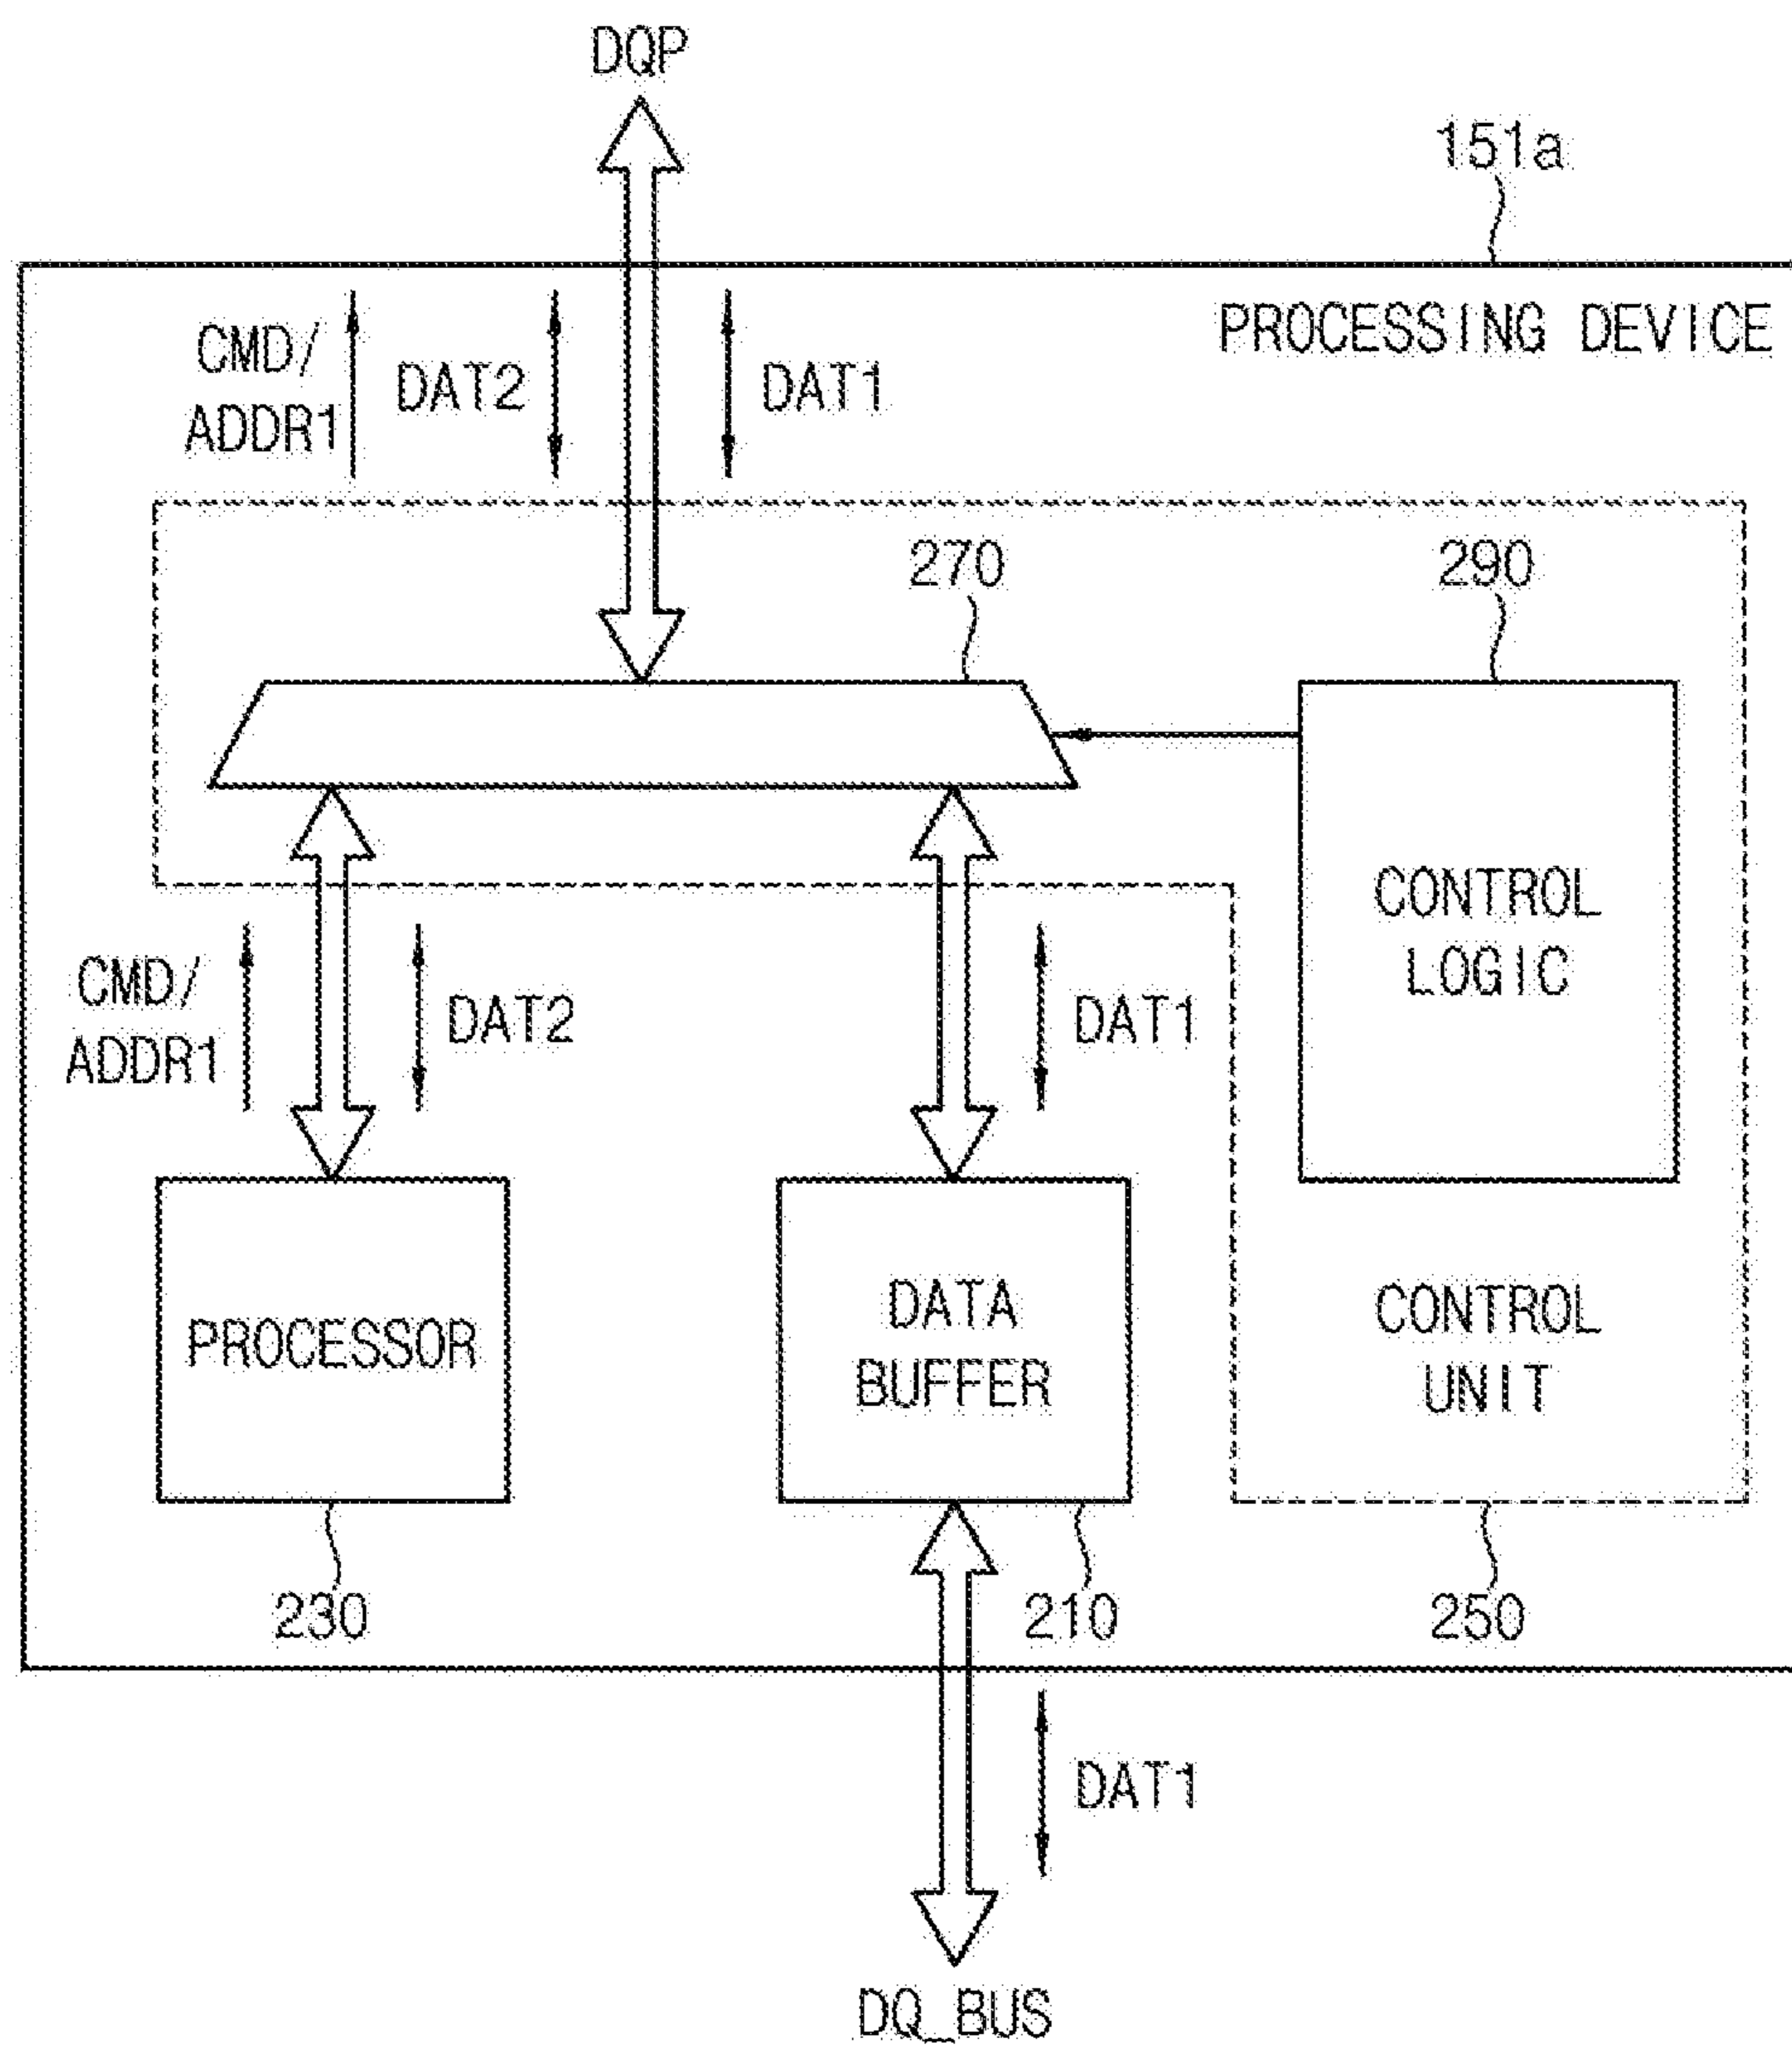 DQP
151a
PROCESSING DEVICE
CMD/
ADDR1
DAT2
DAT1
270
290
CONTROL
LOGIC
CMD/
ADDR1
DAT2
DAT1
PROCESSOR
DATA
BUFFER
CONTROL
UNIT
230
210
250
DAT1
DQ_BUS